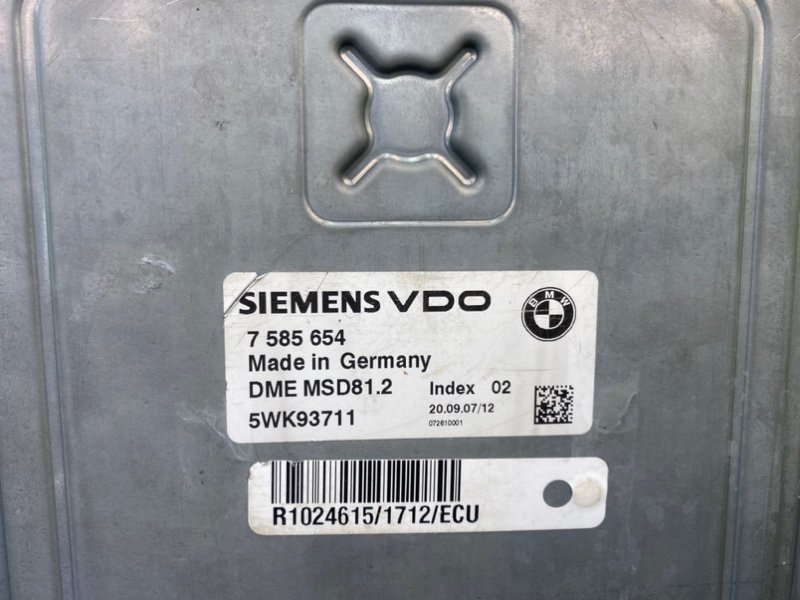 SIEMENS VDO
BMW
7 585 654
Made in Germany
DME MSD81.2 Index 02
5WK93711 20.09.07/12
072610001
R1024615/1712/ECU